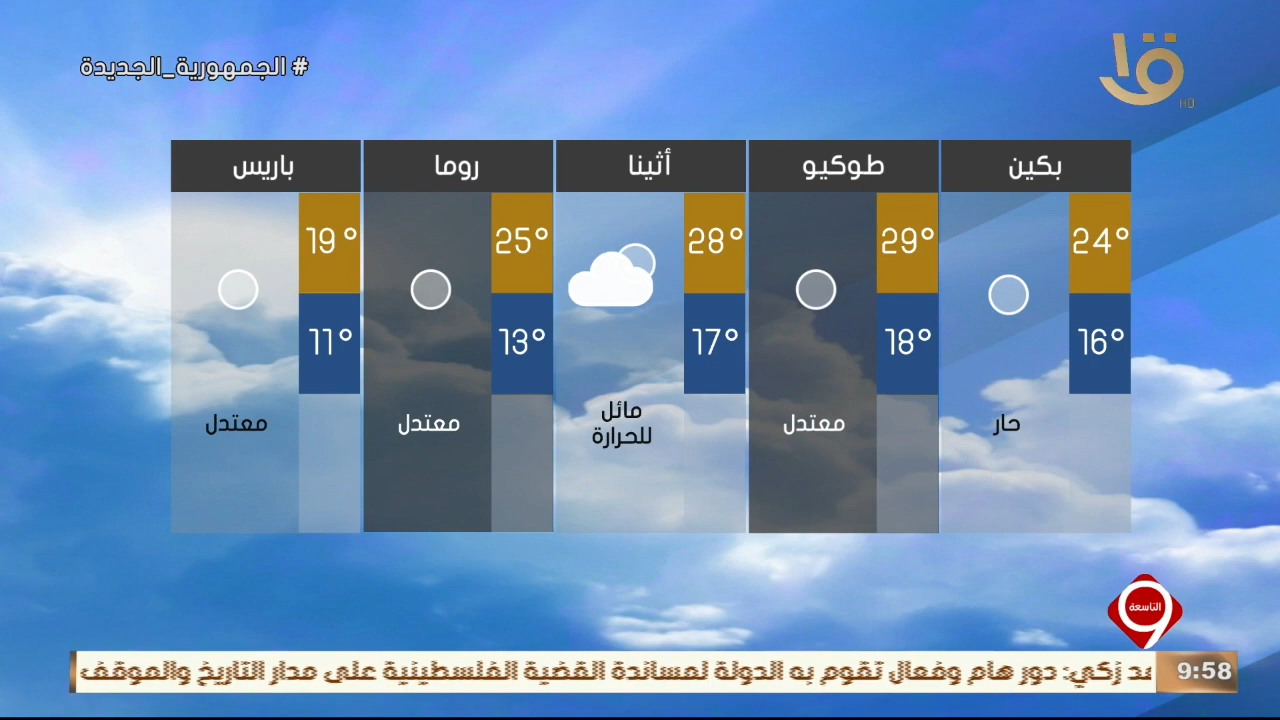 #الجمهورية_الجديدة
HD
بكين
24°
16°
حار
طوكيو
29°
18°
معتدل
أثينا
28°
17°
مائل
للحرارة
روما
25°
13°
معتدل
باريس
19°
11°
معتدل
التاسعة
9
9:58
زكي: دور هام وفعال تقوم به الدولة لمساندة القضية الفلسطينية على مدار التاريخ والموقف